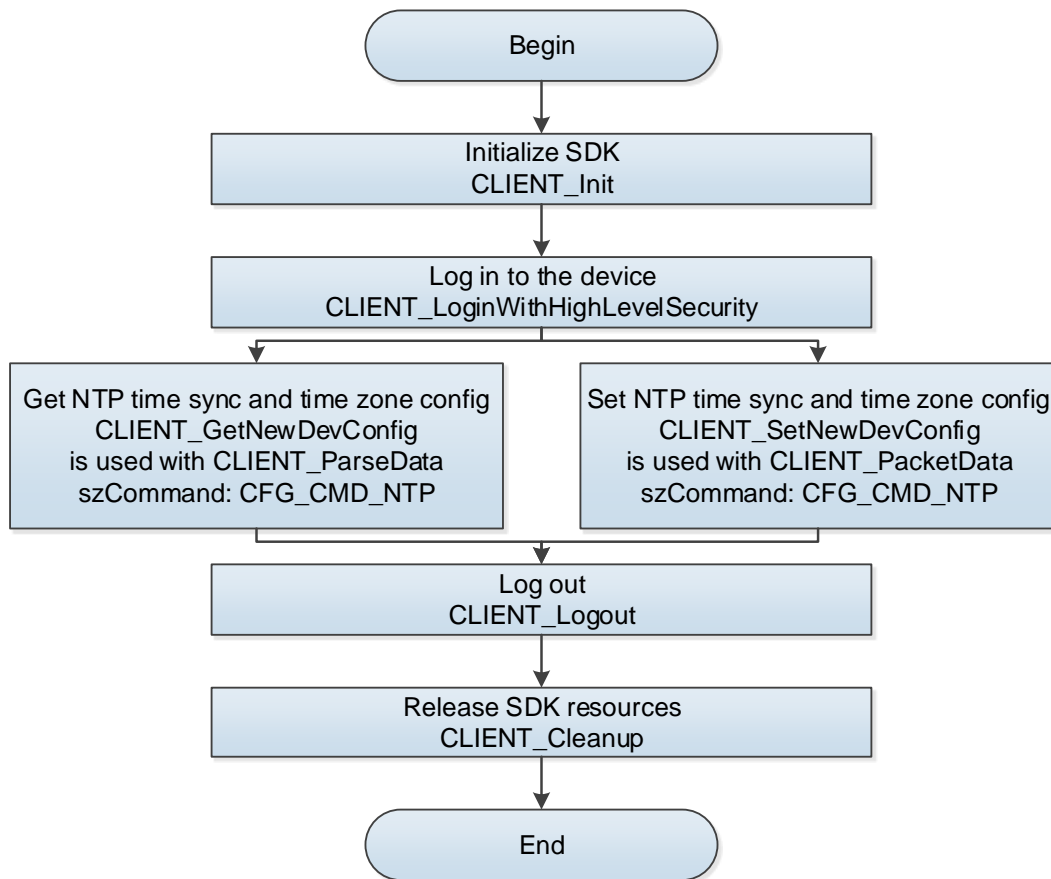 Begin
Initialize SDK
CLIENT_Init
Log in to the device
CLIENT_LoginWithHighLevelSecurity
Get NTP time sync and time zone config
CLIENT_GetNewDevConfig
is used with CLIENT_ParseData
szCommand: CFG_CMD_NTP
Set NTP time sync and time zone config
CLIENT_SetNewDevConfig
is used with CLIENT_PacketData
szCommand: CFG_CMD_NTP
Log out
CLIENT_Logout
Release SDK resources
CLIENT_Cleanup
End